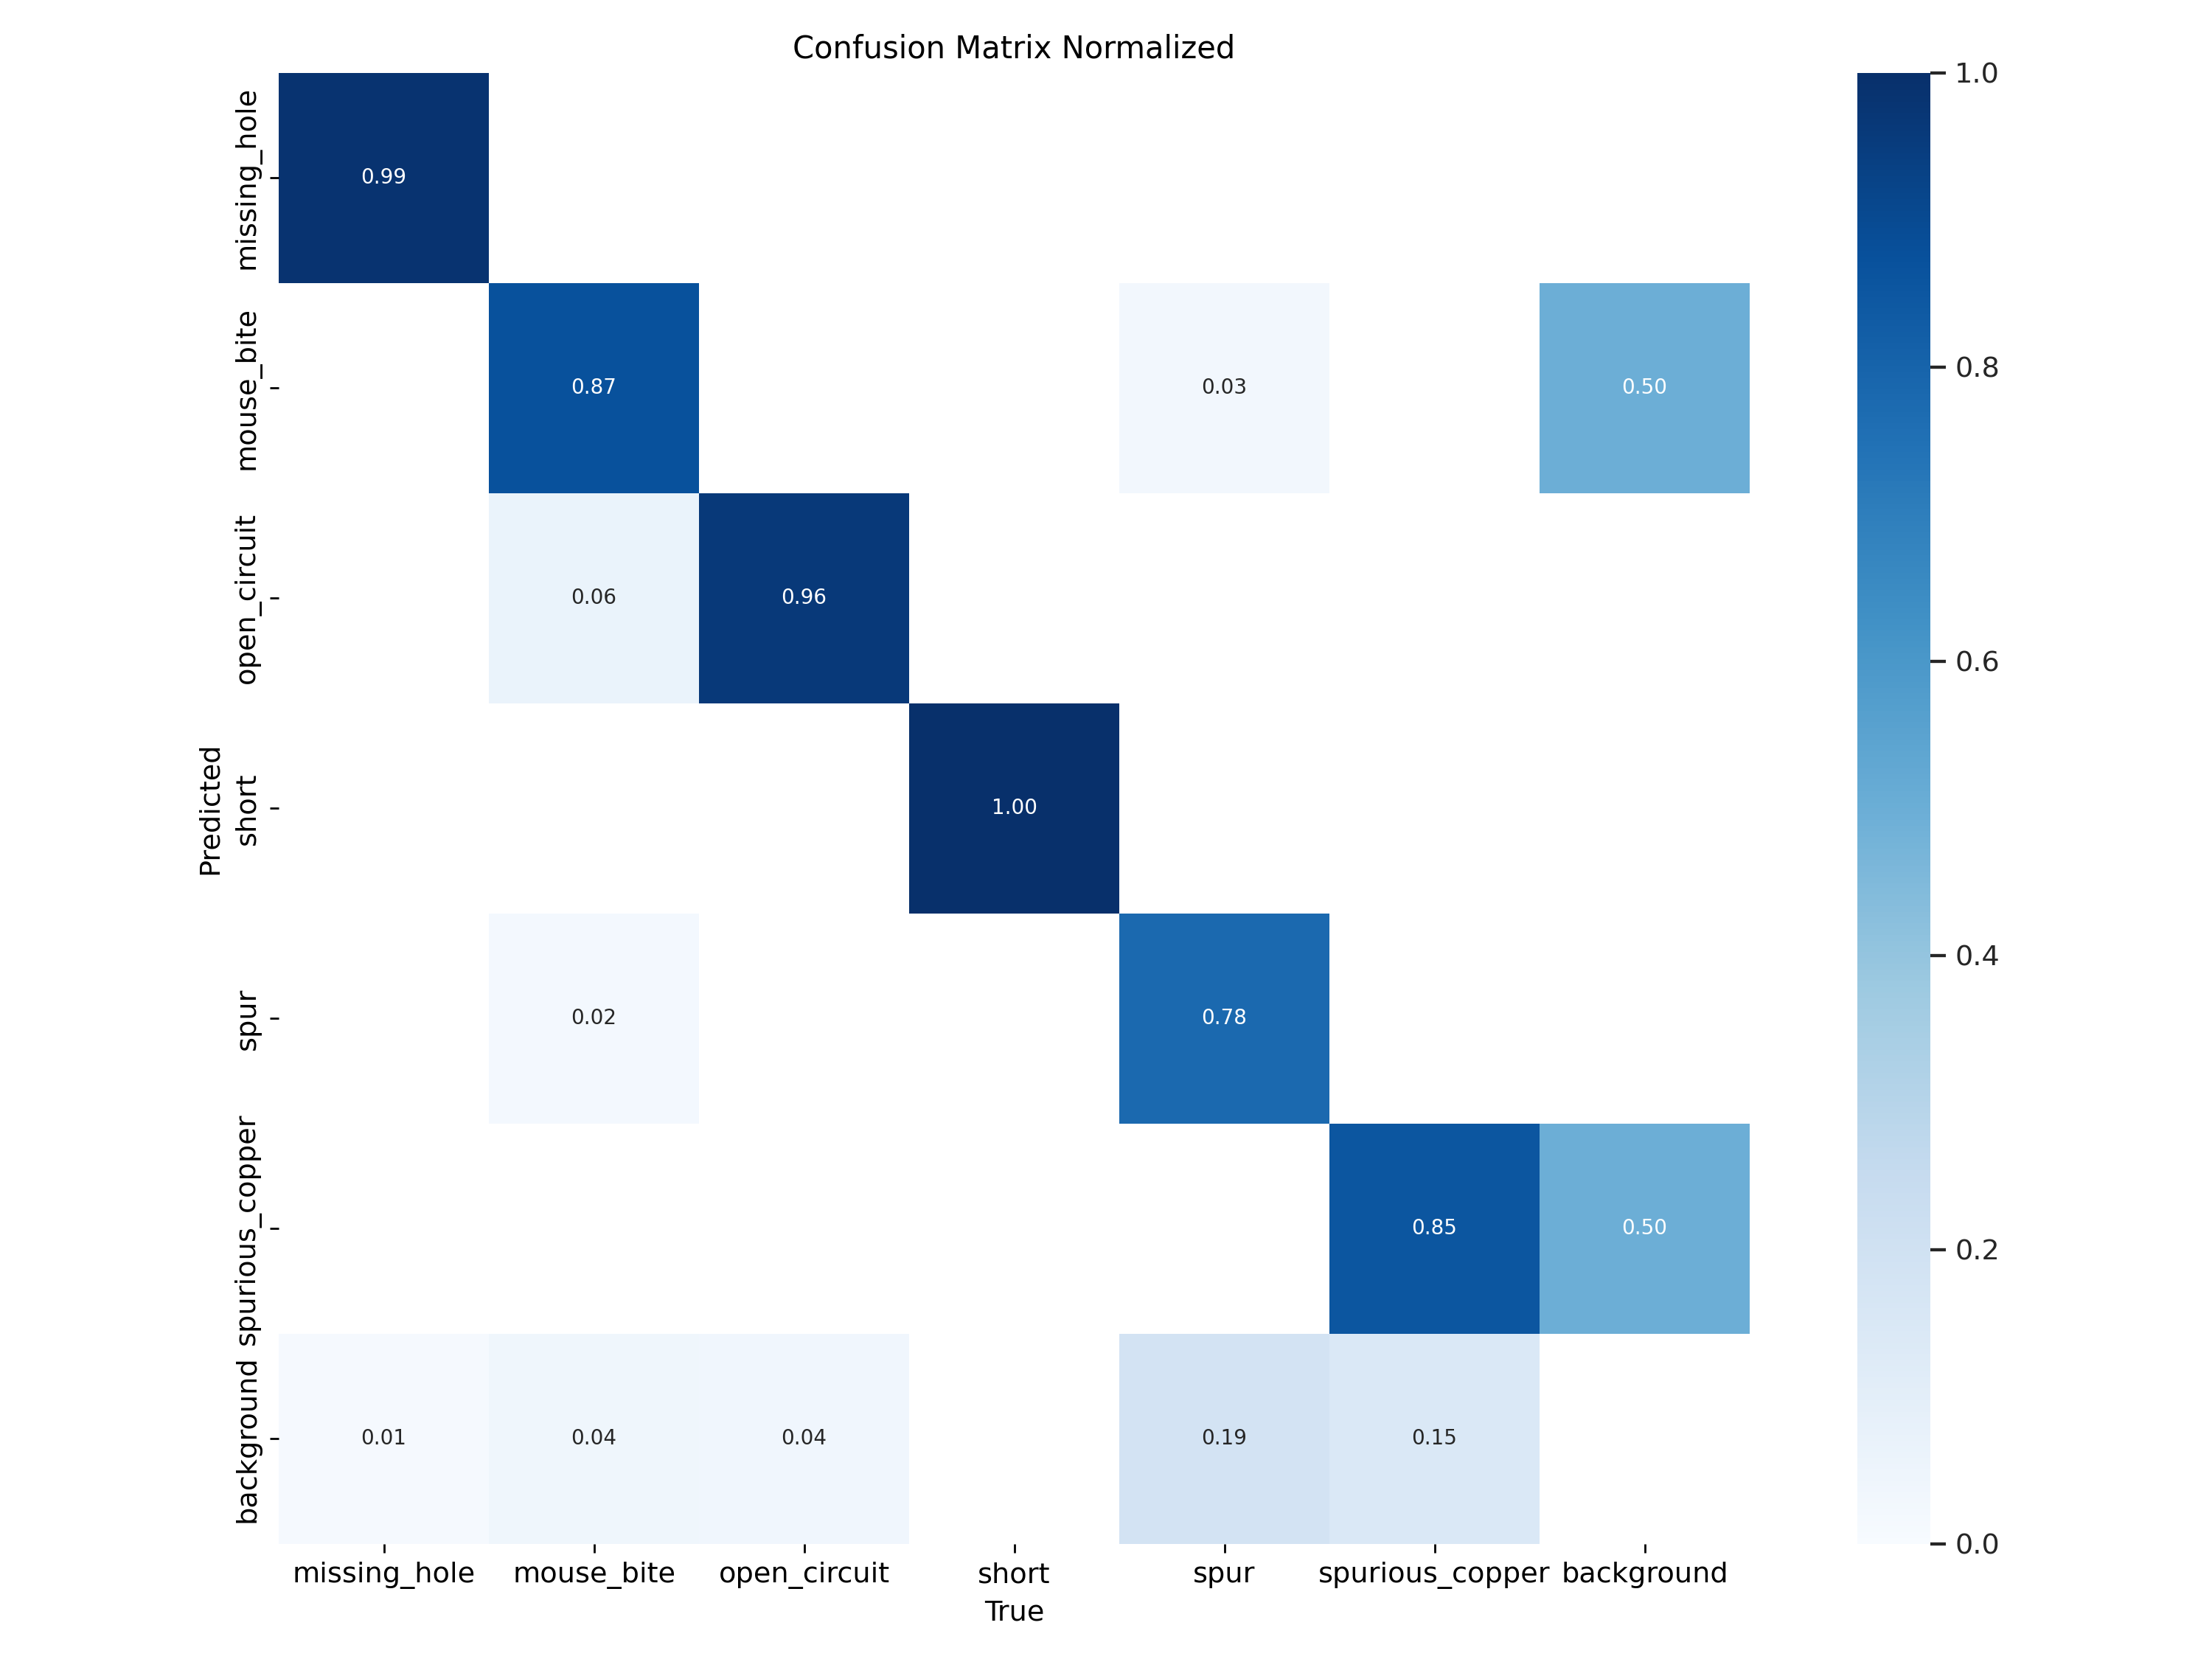 Confusion Matrix Normalized
Predicted
missing_hole
0.99
mouse_bite
0.87 0.03 0.50
open_circuit
0.06 0.96
short
1.00
spur
0.02 0.78
spurious_copper
0.85 0.50
background
0.01 0.04 0.04 0.19 0.15
missing_hole mouse_bite open_circuit short spur spurious_copper background
True
1.0
0.8
0.6
0.4
0.2
0.0